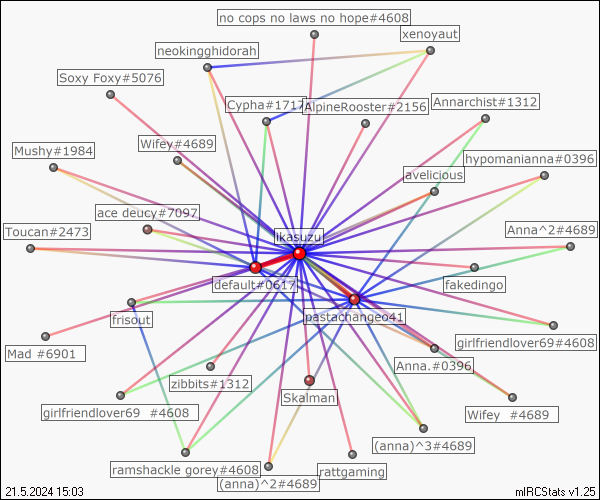 no cops no laws no hope#4608
xenoyaut
neokingghidorah
Soxy Foxy#5076
Cypha#1717
AlpineRooster#2156
Annarchist#1312
Mushy#1984
Wifey#4689
hypomanianna#0396
avelicious
ace deucy#7097
Toucan#2473
Anna^2#4689
ikasuzu
default#0617
fakedingo
pastachange041
frisout
girlfriendlover69#4608
Mad #6901
Anna.#0396
zibbits#1312
Skalman
girlfriendlover69 #4608
Wifey #4689
(anna)^3#4689
ramshackle gorey#4608
rattgaming
(anna)^2#4689
21.5.2024 15:03
mIRCStats v1.25